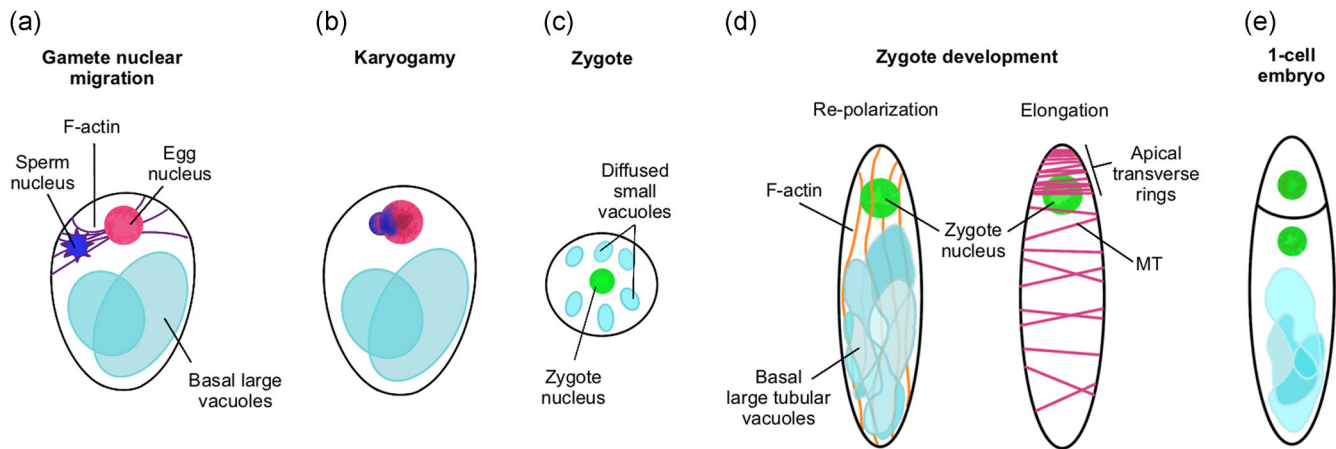 (a)
Gamete nuclear
migration
F-actin
Sperm
nucleus
Egg
nucleus
Basal large
vacuoles
(b)
Karyogamy
(c)
Zygote
Diffused
small
vacuoles
Zygote
nucleus
(d)
Zygote development
Re-polarization
F-actin
Basal
large tubular
vacuoles
Zygote
nucleus
Elongation
Apical
transverse
rings
MT
(e)
1-cell
embryo